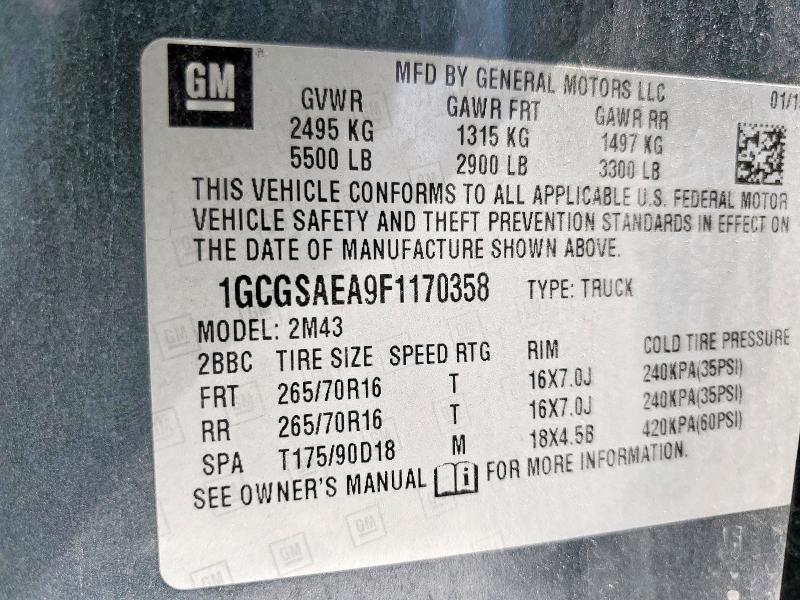 GM
MFD BY GENERAL MOTORS LLC
GVWR GAWR FRT GAWR RR
2495 KG 1315 KG 1497 KG
5500 LB 2900 LB 3300 LB
THIS VEHICLE CONFORMS TO ALL APPLICABLE U.S. FEDERAL MOTOR
VEHICLE SAFETY AND THEFT PREVENTION STANDARDS IN EFFECT ON
THE DATE OF MANUFACTURE SHOWN ABOVE.
1GCGSAEA9F1170358 TYPE: TRUCK
MODEL: 2M43
2BBC TIRE SIZE SPEED RTG RIM COLD TIRE PRESSURE
FRT 265/70R16 T 16X7.0J 240KPA(35PSI)
RR 265/70R16 T 16X7.0J 240KPA(35PSI)
SPA T175/90D18 M 18X4.5B 420KPA(60PSI)
SEE OWNER'S MANUAL FOR MORE INFORMATION.